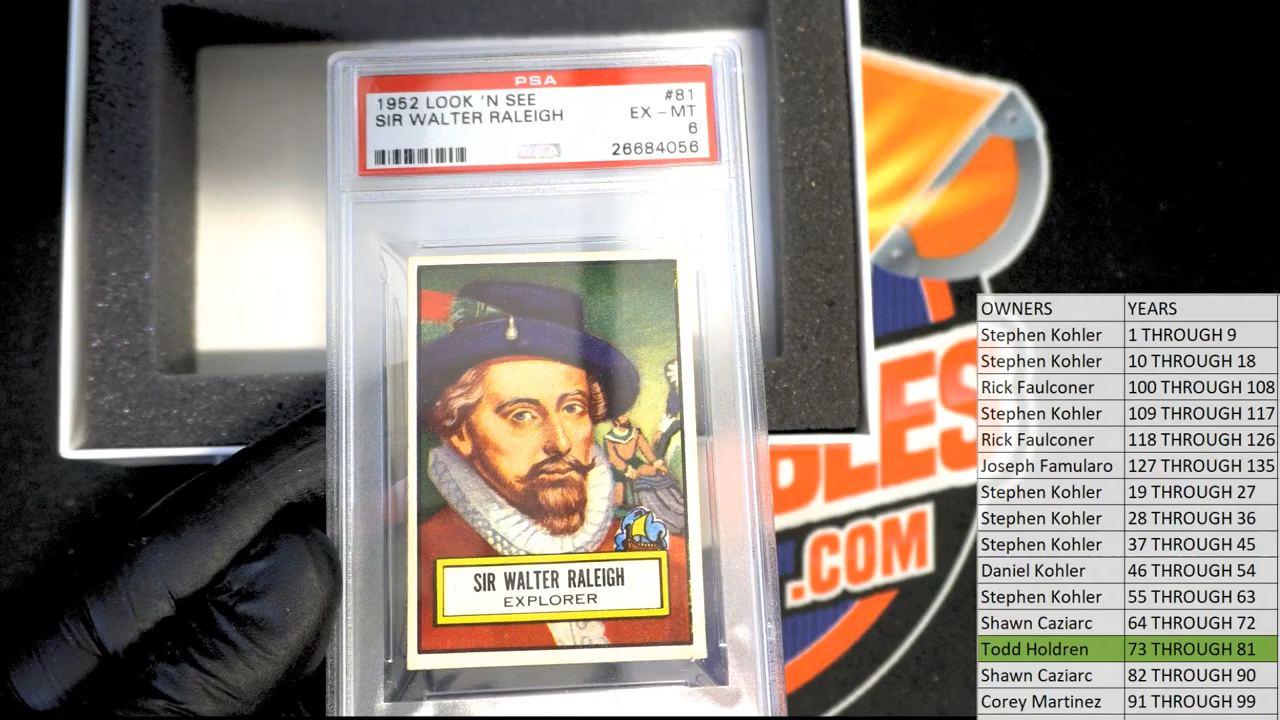 PSA
1952 LOOK 'N SEE #81
SIR WALTER RALEIGH EX - MT
6
26684056
SIR WALTER RALEIGH
EXPLORER
.COM
OWNERS YEARS
Stephen Kohler 1 THROUGH 9
Stephen Kohler 10 THROUGH 18
Rick Faulconer 100 THROUGH 108
Stephen Kohler 109 THROUGH 117
Rick Faulconer 118 THROUGH 126
Joseph Famularo 127 THROUGH 135
Stephen Kohler 19 THROUGH 27
Stephen Kohler 28 THROUGH 36
Stephen Kohler 37 THROUGH 45
Daniel Kohler 46 THROUGH 54
Stephen Kohler 55 THROUGH 63
Shawn Caziarc 64 THROUGH 72
Todd Holdren 73 THROUGH 81
Shawn Caziarc 82 THROUGH 90
Corey Martinez 91 THROUGH 99